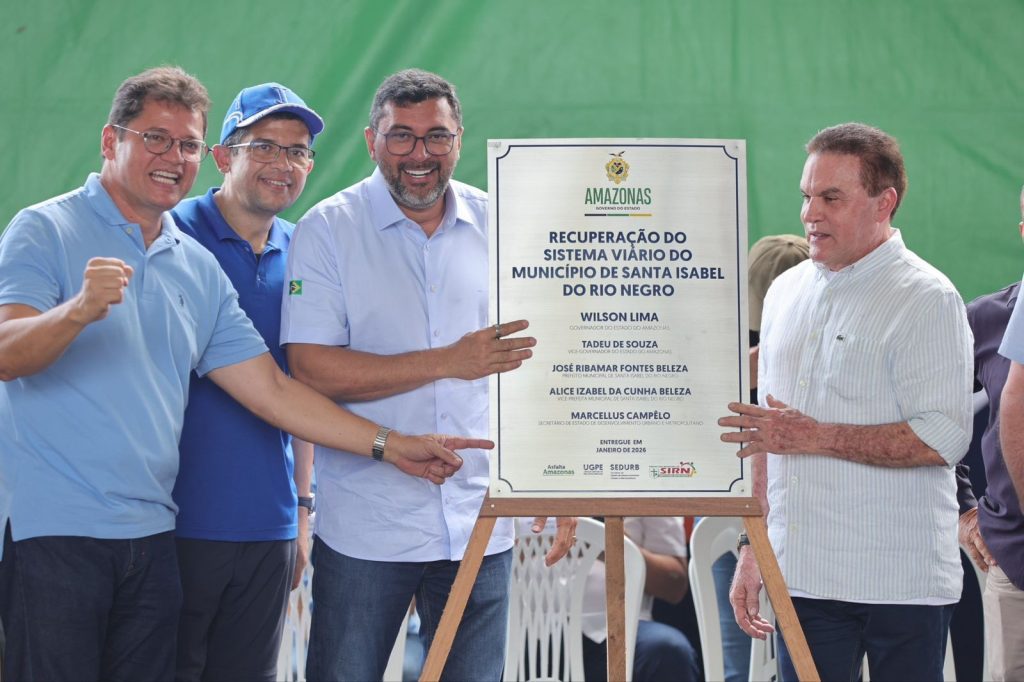 AMAZONAS
GOVERNO DO ESTADO
RECUPERAÇÃO DO
SISTEMA VIÁRIO DO
MUNICÍPIO DE SANTA ISABEL
DO RIO NEGRO
WILSON LIMA
GOVERNADOR DO ESTADO DO AMAZONAS
TADEU DE SOUZA
VICE-GOVERNADOR DO ESTADO DO AMAZONAS
JOSÉ RIBAMAR FONTES BELEZA
PREFEITO MUNICIPAL DE SANTA ISABEL DO RIO NEGRO
ALICE IZABEL DA CUNHA BELEZA
VICE-PREFEITA MUNICIPAL DE SANTA ISABEL DO RIO NEGRO
MARCELLUS CAMPÊLO
SECRETÁRIO DE ESTADO DE DESENVOLVIMENTO URBANO E METROPOLITANO
ENTREGUE EM
JANEIRO DE 2026
Asfalta Amazonas
UGPE
SEDURB
SIRN